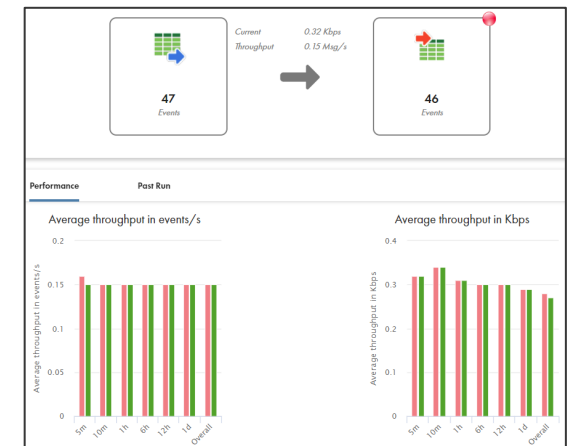 Current 0.32 Kbps
Throughput 0.15 Msg/s
47
Events
46
Events
Performance Past Run
Average throughput in events/s
Average throughput in events/s
0.2
0.15
0.1
0.05
0
5m 10m 1h 6h 12h 1d Overall
Average throughput in Kbps
Average throughput in Kbps
0.4
0.3
0.2
0.1
0
5m 10m 1h 6h 12h 1d Overall